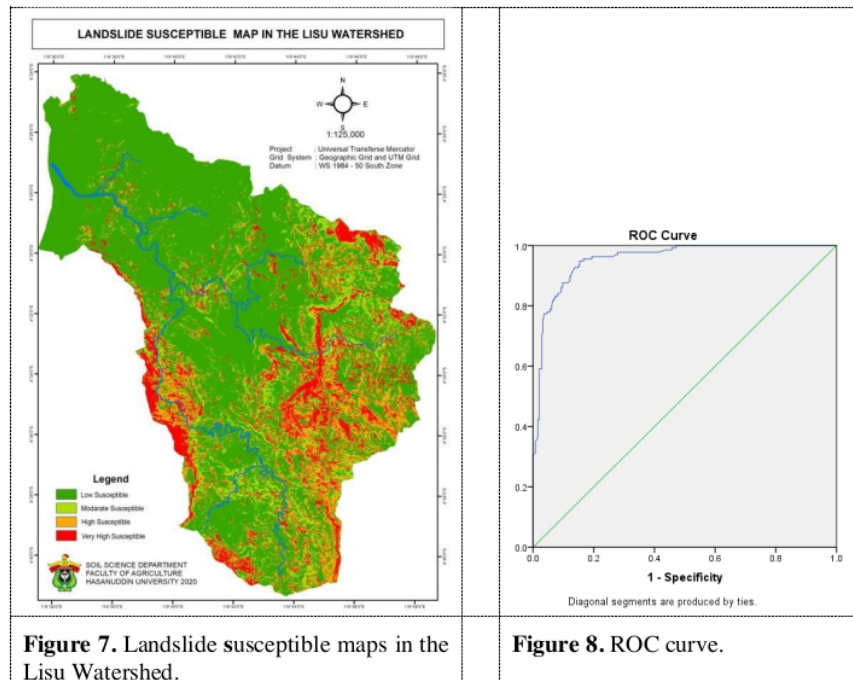 LANDSLIDE SUSCEPTIBLE MAP IN THE LISU WATERSHED
N
W E
S
1:125,000
Project : Universal Transferse Mercator
Grid System : Geographic Grid and UTM Grid
Datum : WS 1984 - 50 South Zone
Legend
Low Susceptible
Moderate Susceptible
High Susceptible
Very High Susceptible
SOIL SCIENCE DEPARTMENT
FACULTY OF AGRICULTURE
HASANUDDIN UNIVERSITY 2020
Figure 7. Landslide susceptible maps in the
Lisu Watershed.
ROC Curve
1.0
0.8
0.6
0.4
0.2
0.0
0.0 0.2 0.4 0.6 0.8 1.0
1 - Specificity
Diagonal segments are produced by ties.
Figure 8. ROC curve.